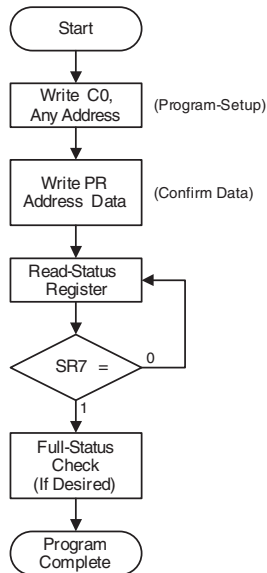 Start
Write C0,
Any Address
(Program-Setup)
Write PR
Address Data
(Confirm Data)
Read-Status
Register
SR7 =
0
1
Full-Status
Check
(If Desired)
Program
Complete